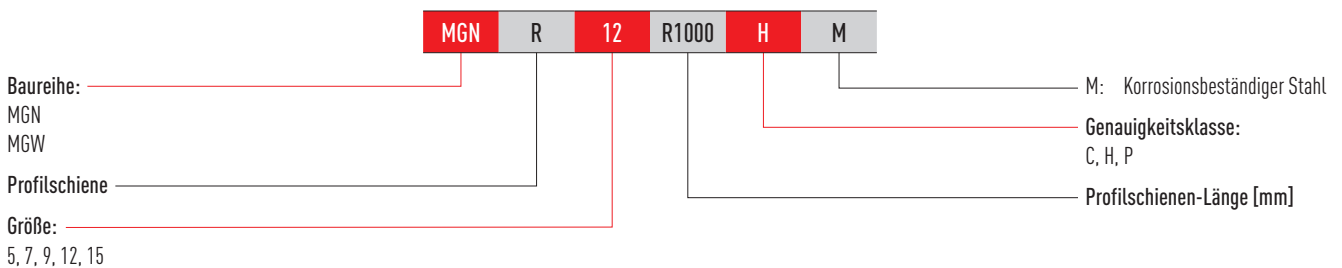 MGN R 12 R1000 H M
Baureihe:
MGN
MGW
Profilschiene
Größe:
5, 7, 9, 12, 15
M: Korrosionsbeständiger Stahl
Genauigkeitsklasse:
C, H, P
Profilschienen-Länge [mm]